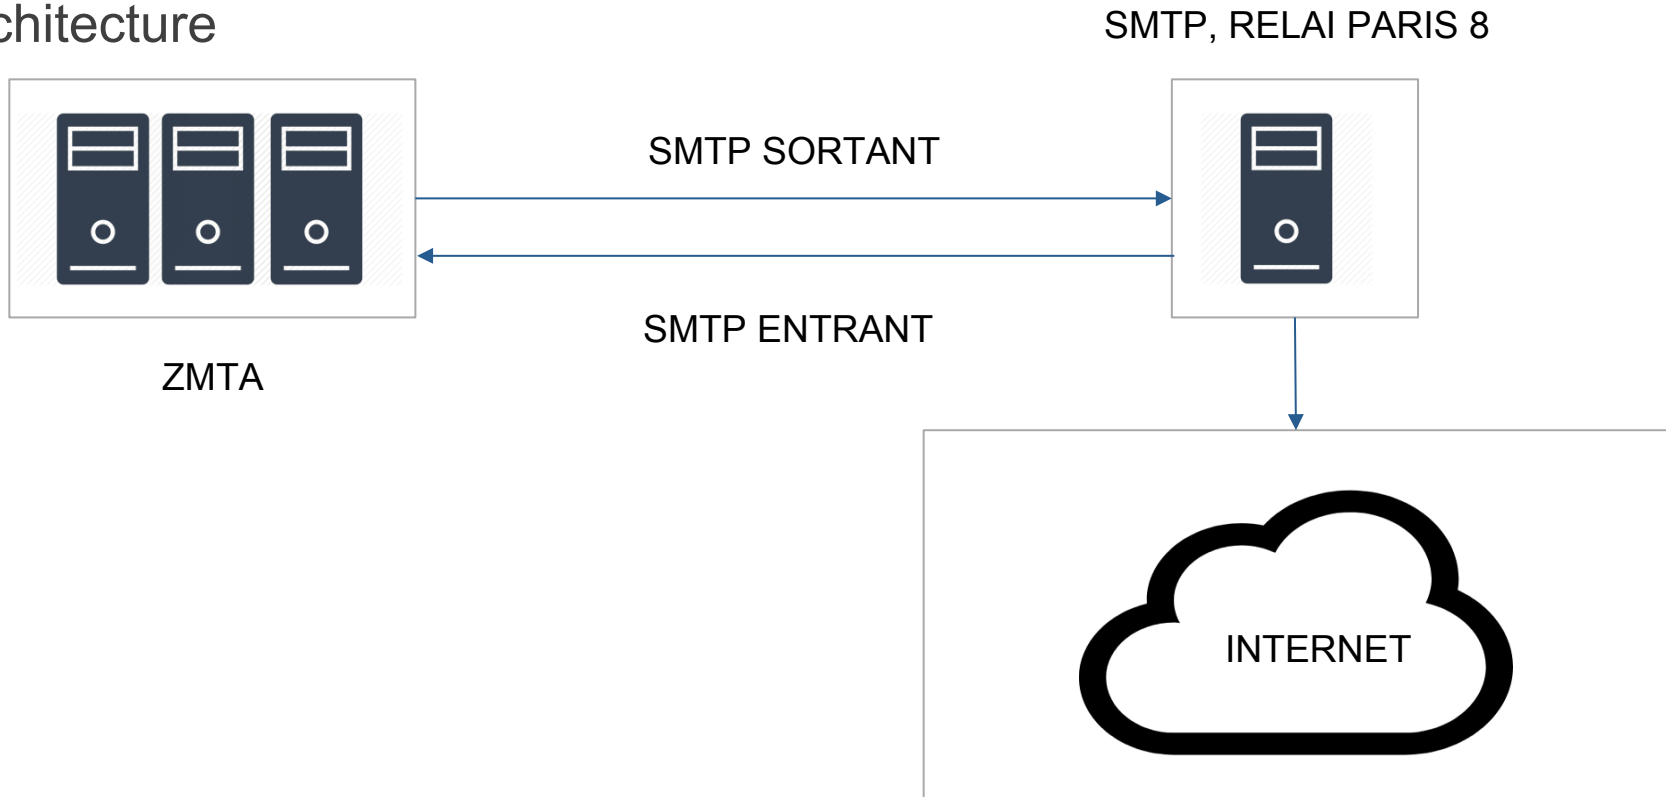 chitecture
SMTP, RELAI PARIS 8
SMTP SORTANT
SMTP ENTRANT
ZMTA
INTERNET